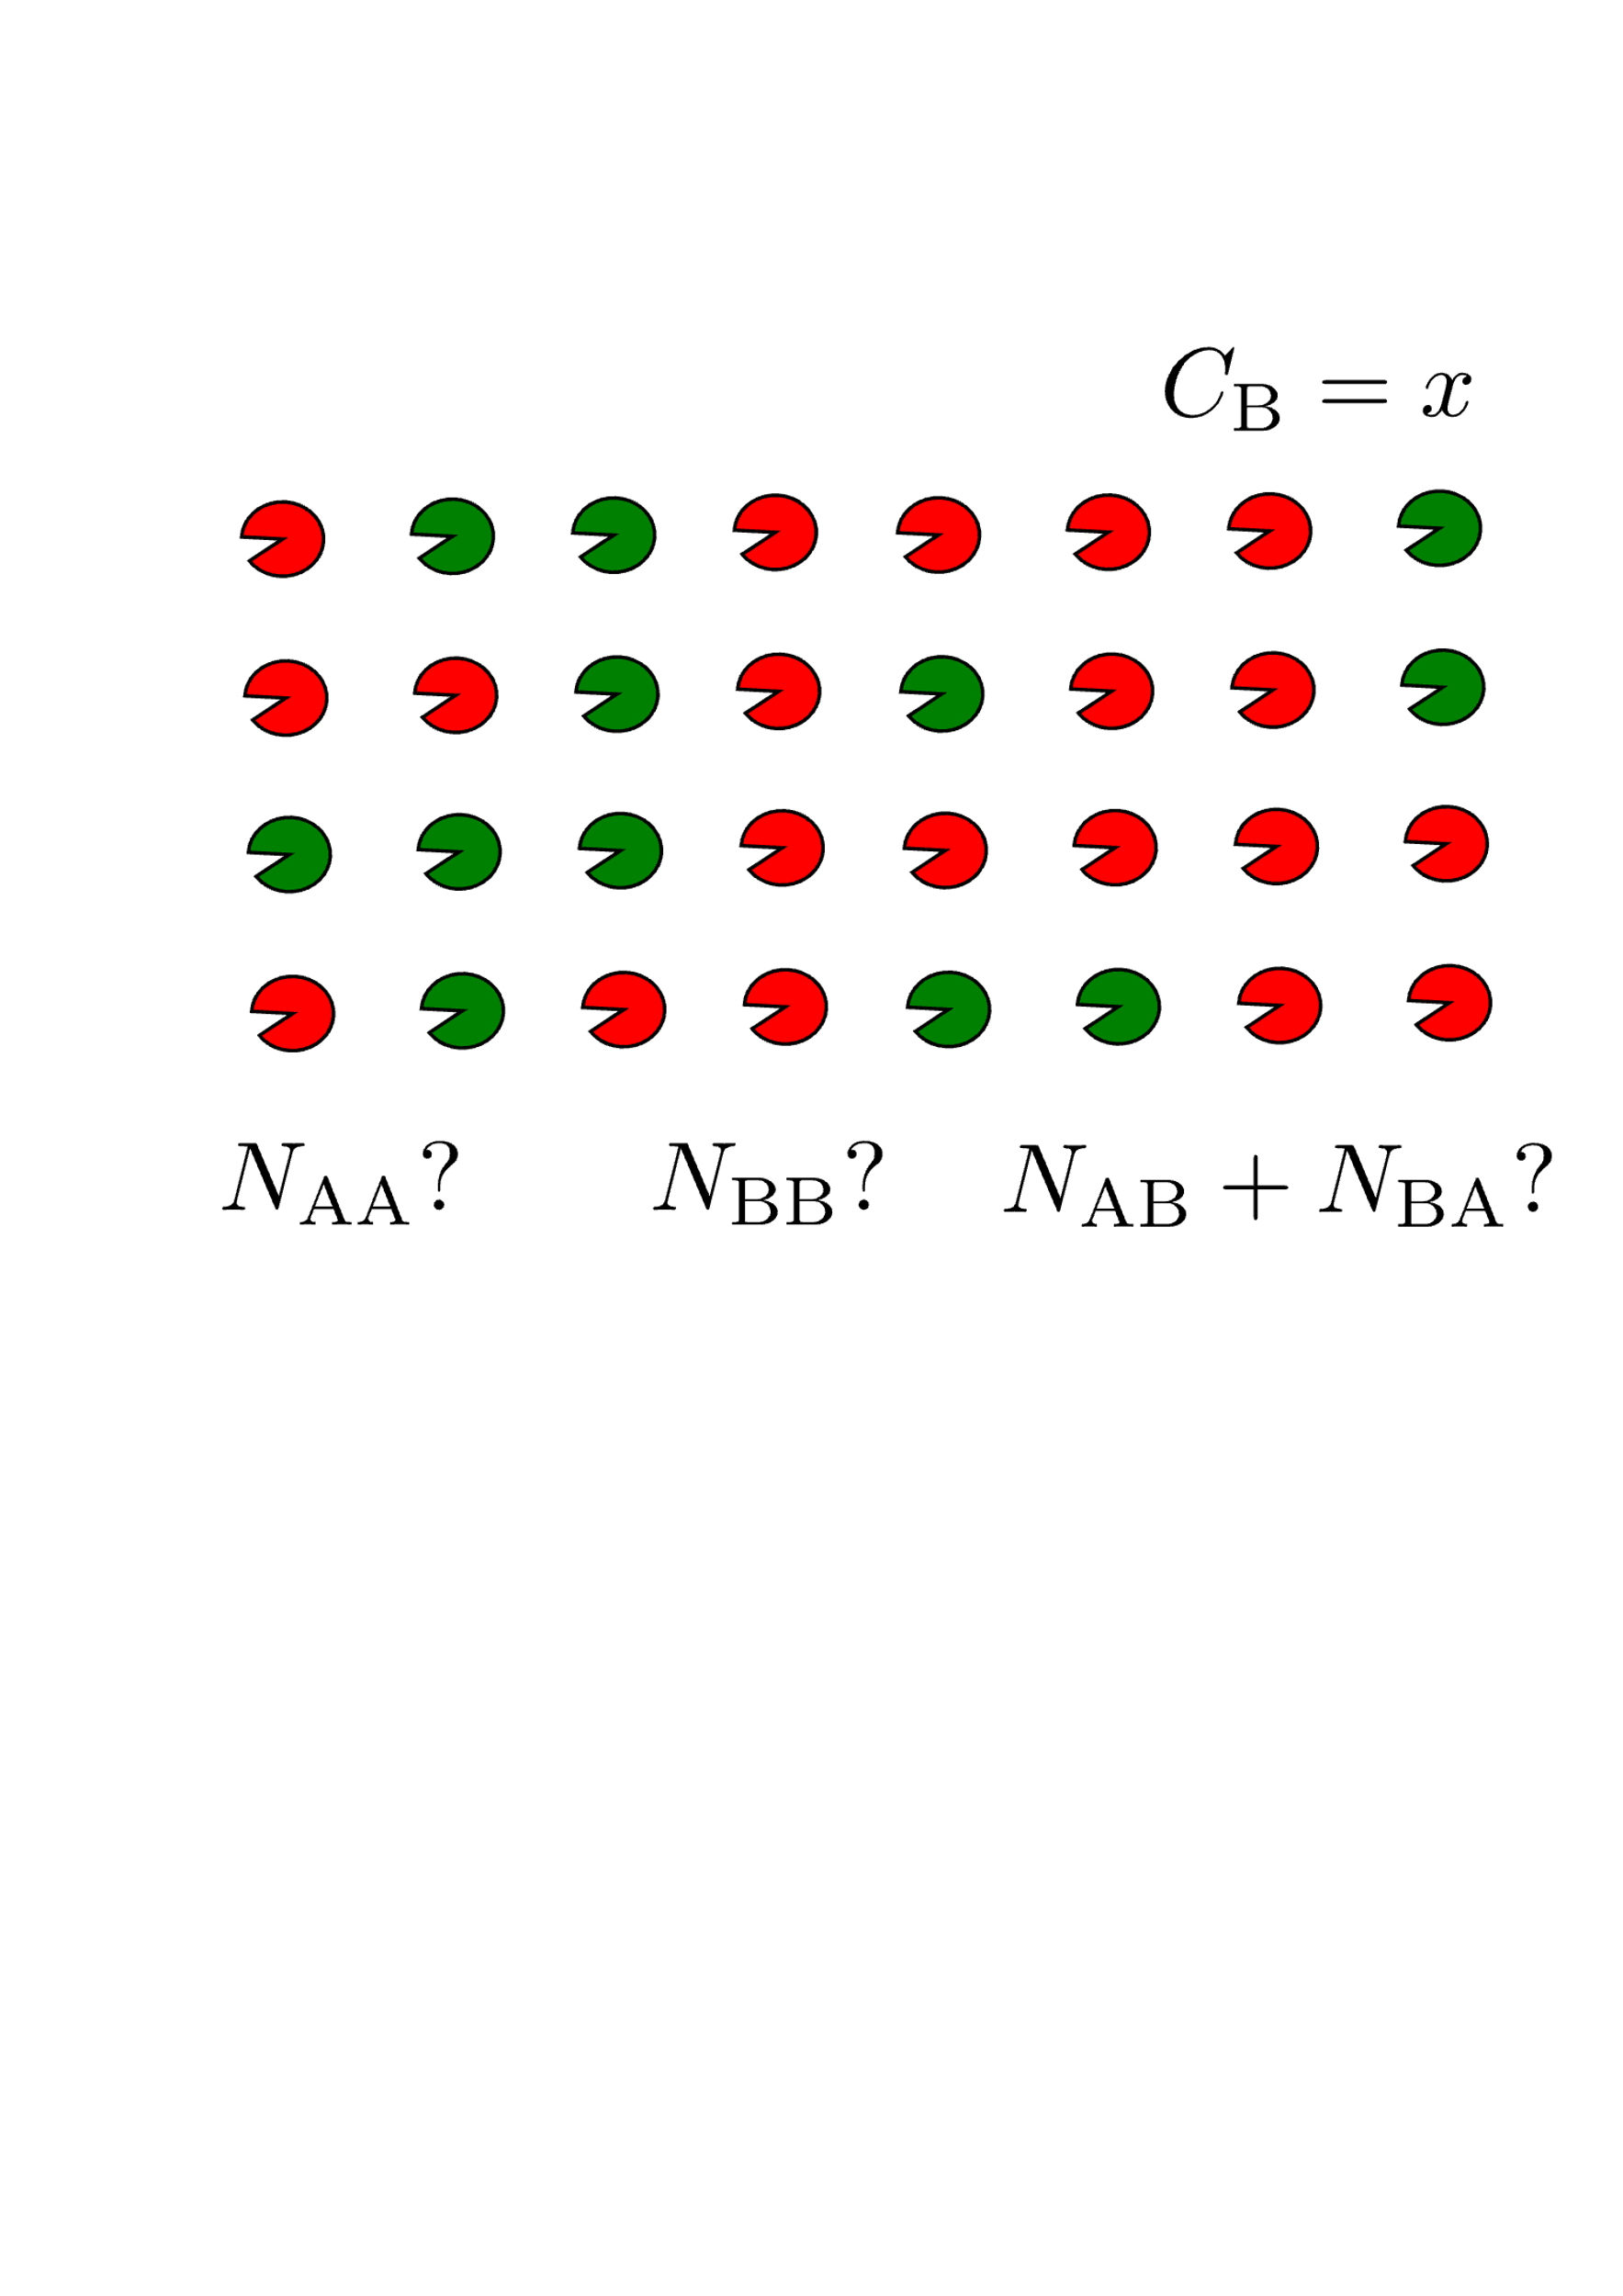 C_B = x
N_AA? N_BB? N_AB + N_BA?